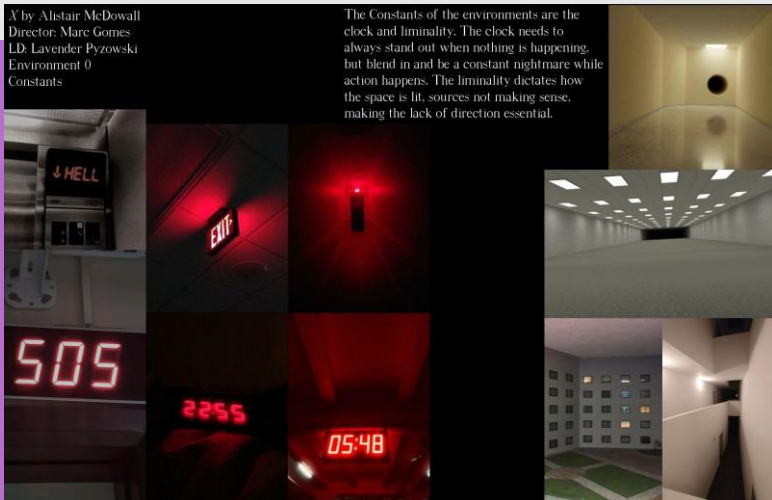 X by Alistair McDowall
Director: Marc Gomes
LD: Lavender Pyzowski
Environment 0
Constants
The Constants of the environments are the
clock and liminality. The clock needs to
always stand out when nothing is happening,
but blend in and be a constant nightmare while
action happens. The liminality dictates how
the space is lit, sources not making sense,
making the lack of direction essential.
↓HELL
EXIT
505
22:55
05:48